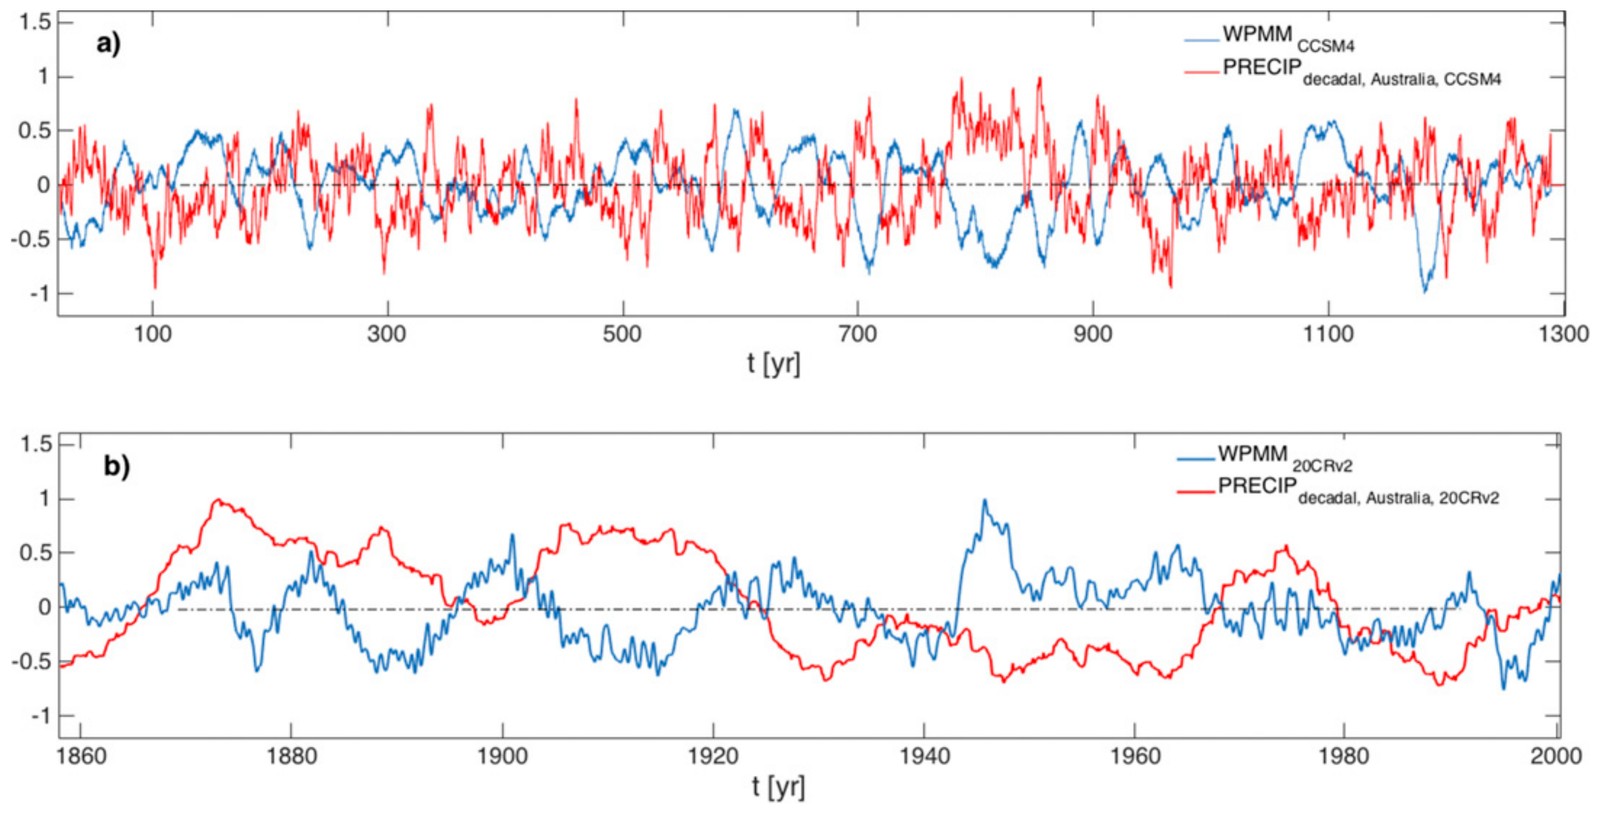 1.5
a)
WPMM CCSM4
1
PRECIP decadal, Australia, CCSM4
0.5
0
-0.5
-1
100 300 500 700 900 1100 1300
t [yr]
1.5
b)
WPMM 20CRv2
1
PRECIP decadal, Australia, 20CRv2
0.5
0
-0.5
-1
1860 1880 1900 1920 1940 1960 1980 2000
t [yr]